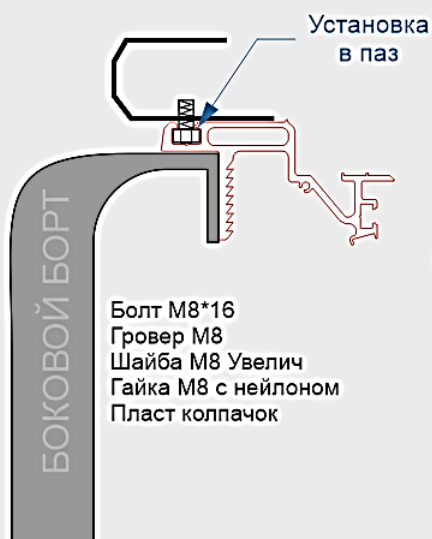 Установка
в паз
БОКОВОЙ БОРТ
Болт М8*16
Гровер М8
Шайба М8 Увелич
Гайка М8 с нейлоном
Пласт колпачок